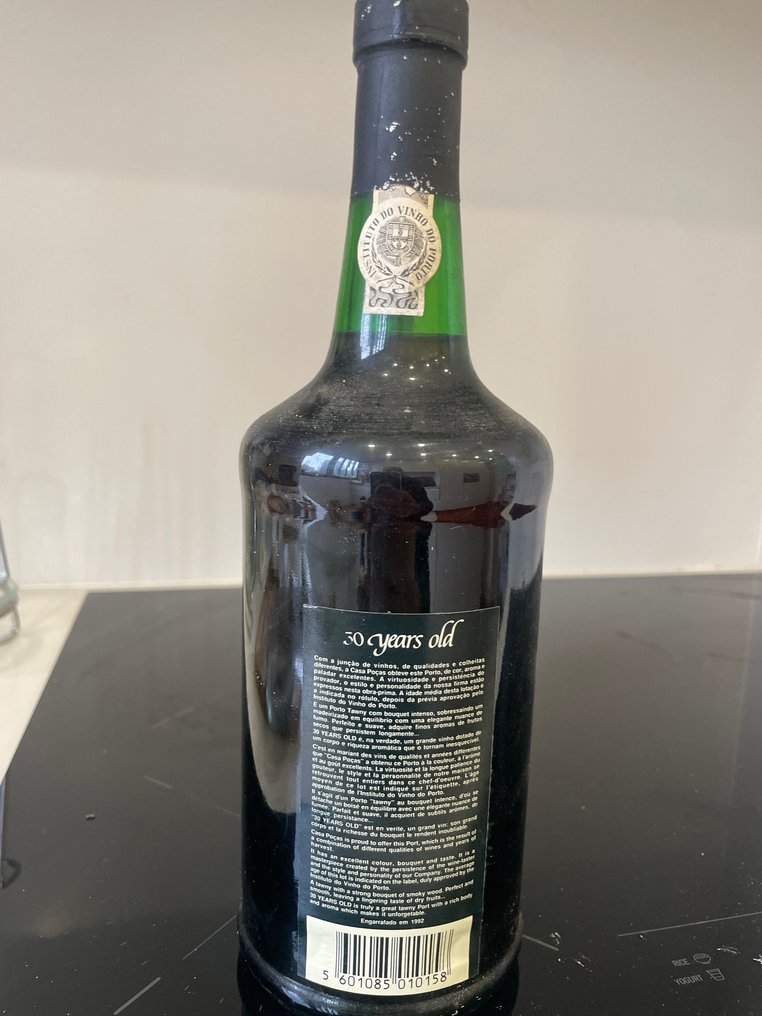 INSTITUTO DO VINHO DO PORTO
30 years old
Com a junção de vinhos, de qualidades e colheitas
diferentes, a Casa Poças obteve este Porto, de cor, aroma e
paladar excelentes. A virtuosidade e persistência do
provador, o estilo e personalidade da nossa firma estão
expressos nesta obra-prima. A idade média desta lotação é
a indicada no rótulo, depois da prévia aprovação pelo
Instituto do Vinho do Porto.
É um Porto Tawny com bouquet intenso, sobressaindo um
madeirizado em equilíbrio com uma elegante nuance de
fumo. Perfeito e suave, adquire finos aromas de frutos
secos que persistem longamente...
30 YEARS OLD é, na verdade, um grande vinho dotado de
um corpo e riqueza aromática que o tornam inesquecível.
C'est en mariant des vins de qualités et années différentes
que "Casa Poças" a obtenu ce Porto à la couleur, à l'arôme
et au goût excellents. La virtuosité et la longue patience du
gouteur, le style et la personnalité de notre maison se
retrouvent tout entiers dans ce chef-d'oeuvre. L'âge
moyen de ce lot est indiqué sur l'étiquette, après
approbation de l'Instituto do Vinho do Porto.
Il s'agit d'un Porto "tawny" au bouquet intence, d'où se
détache un boisé en équilibre avec une élégante nuance de
fumée. Parfait et suave, il acquiert de subtils arômes, de
longue persistance...
"30 YEARS OLD" est en verité, un grand vin: son grand
corps et la richesse du bouquet le rendent inoubliable.
Casa Poças is proud to offer this Port, which is the result of
a combination of different qualities of wines and years of
harvest.
It has an excellent colour, bouquet and taste. It is a
masterpiece created by the persistence of the wine-taster
and the style and personality of our Company. The average
age of this lot is indicated on the label, duly approved by the
Instituto do Vinho do Porto.
A tawny with a strong bouquet of smoky wood. Perfect and
smooth, leaving a lingering taste of dry fruits...
30 YEARS OLD is truly a great tawny Port with a rich body
and aroma which makes it unforgetable.
Engarrafado em 1992
5 601085 010158
RICE
YOGURT